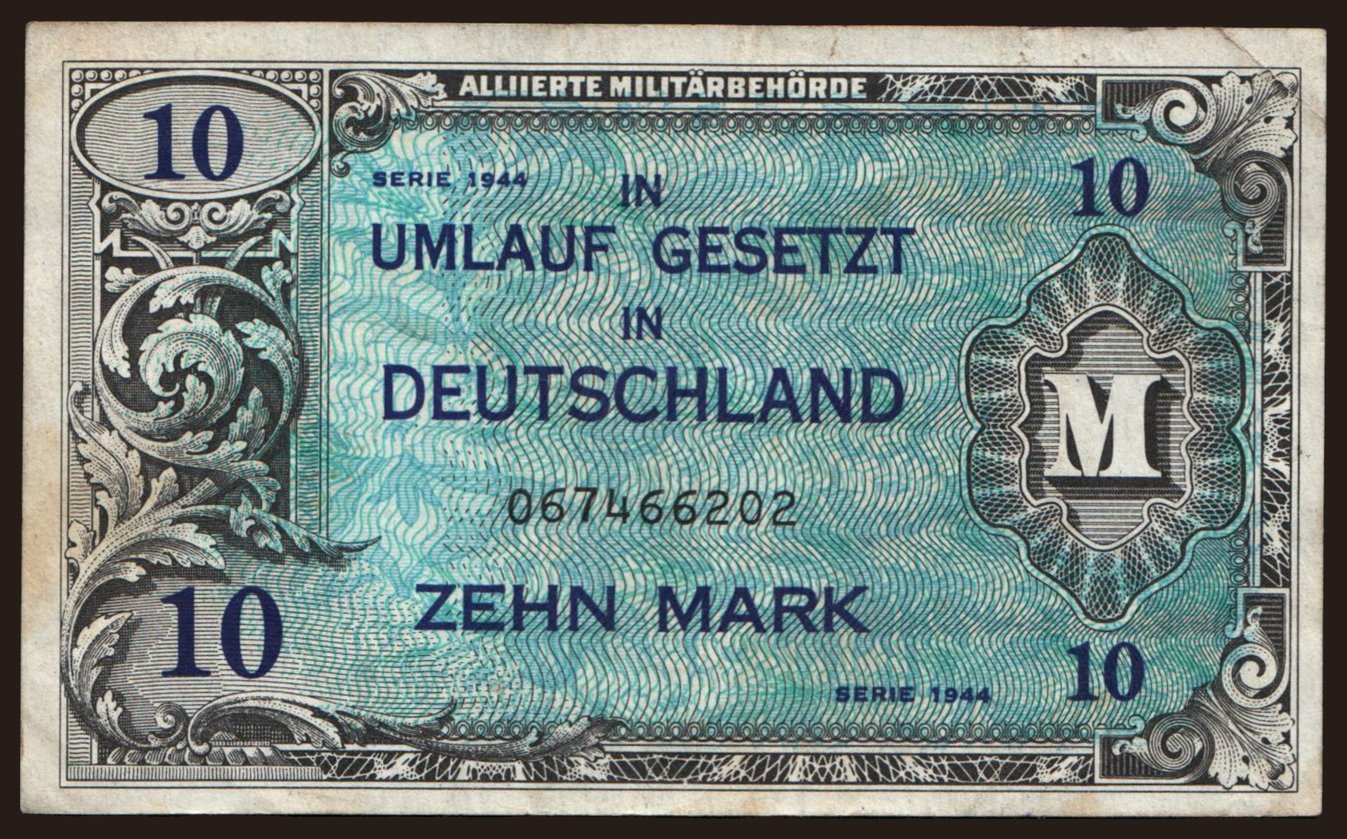 ALLIIERTE MILITÄRBEHÖRDE
10
10
SERIE 1944
IN
UMLAUF GESETZT
IN
DEUTSCHLAND
M
067466202
ZEHN MARK
10
10
SERIE 1944